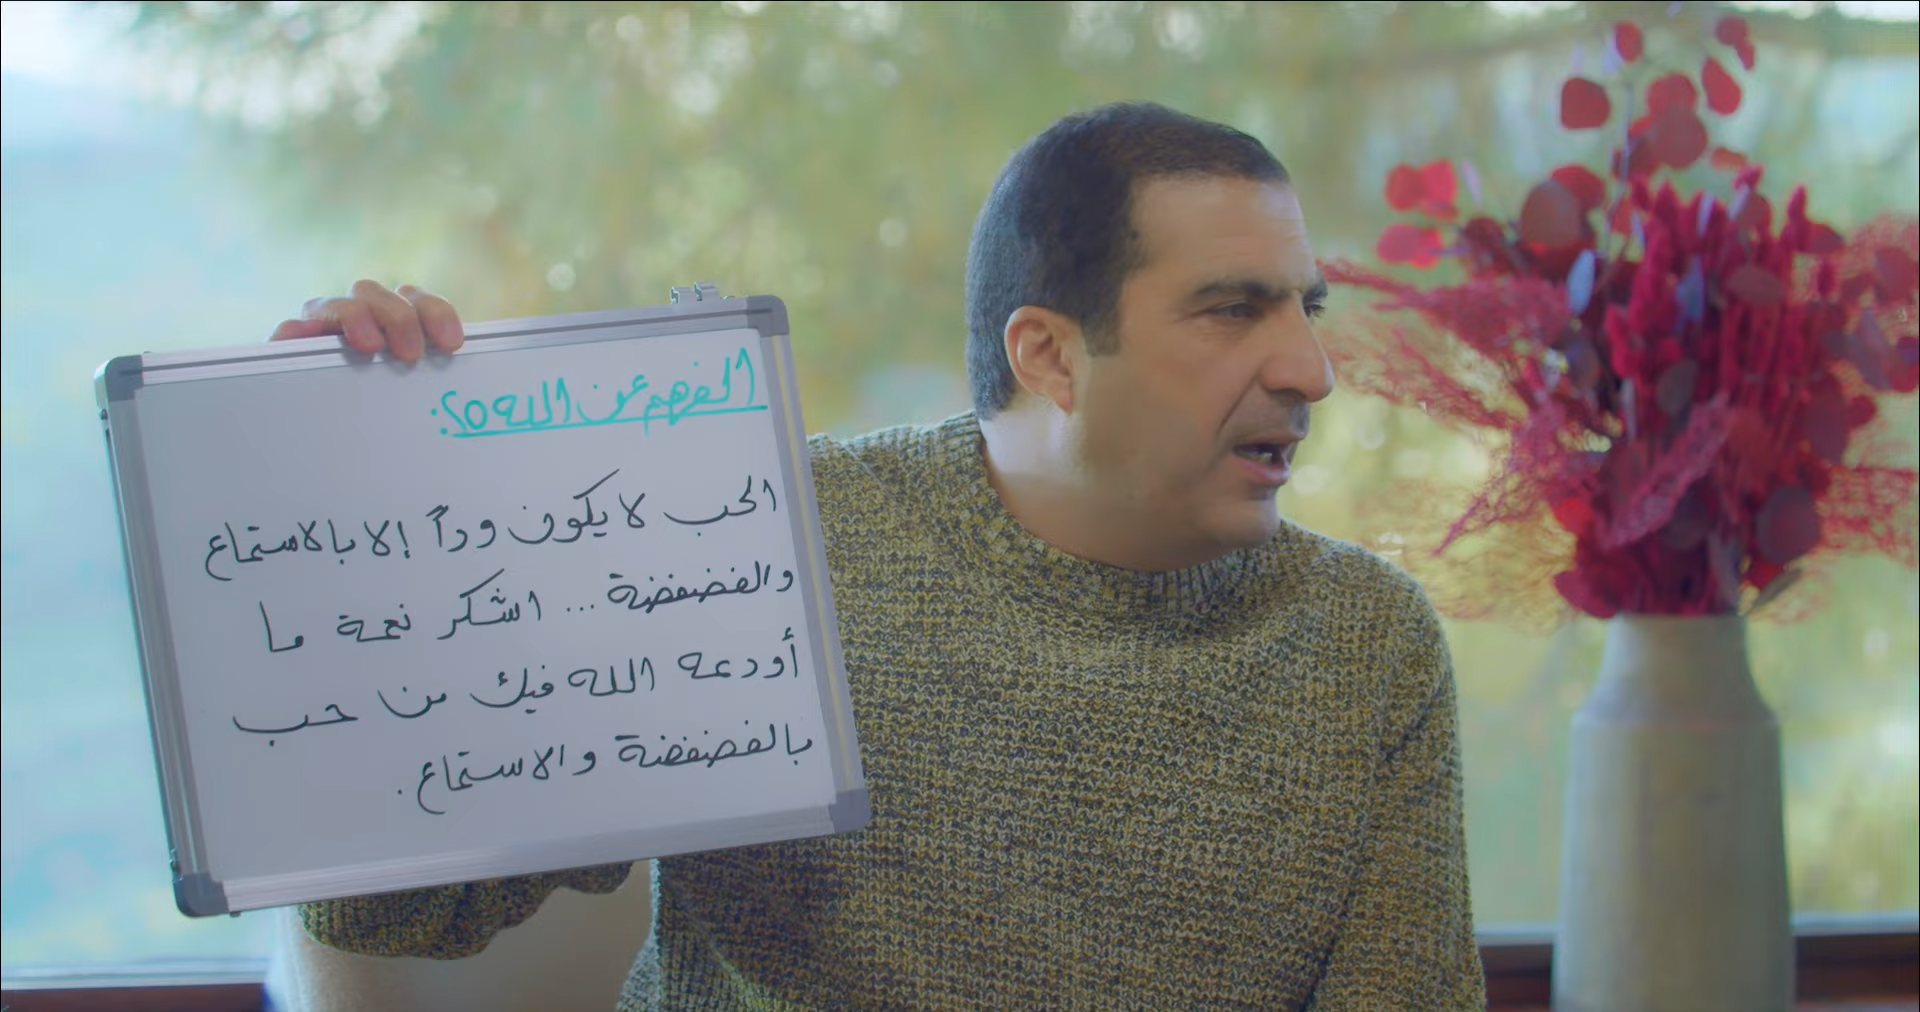 الفهم عن الله ٢٥:
الحب لا يكون وداً إلا بالاستماع
والفضفضة ... اشكر نعمة ما
أودعه الله فيك من حب
بالفضفضة والاستماع.